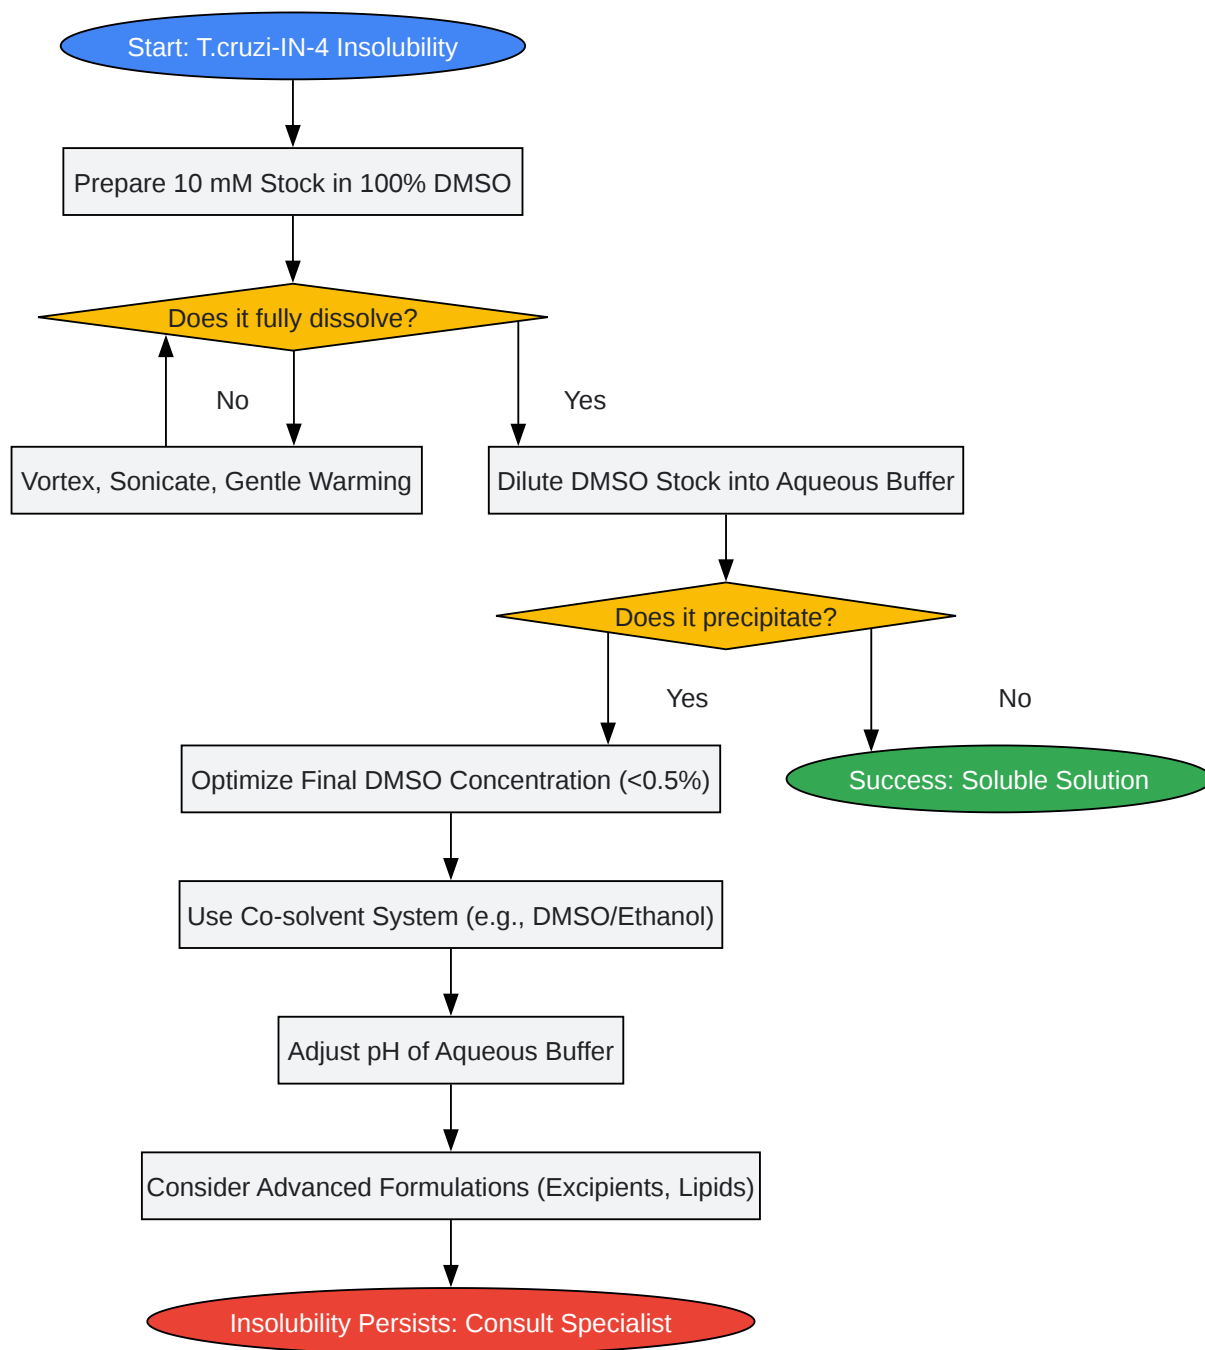 Start: T.cruzi-IN-4 Insolubility
Prepare 10 mM Stock in 100% DMSO
Does it fully dissolve?
No
Yes
Vortex, Sonicate, Gentle Warming
Dilute DMSO Stock into Aqueous Buffer
Does it precipitate?
Yes
No
Optimize Final DMSO Concentration (<0.5%)
Success: Soluble Solution
Use Co-solvent System (e.g., DMSO/Ethanol)
Adjust pH of Aqueous Buffer
Consider Advanced Formulations (Excipients, Lipids)
Insolubility Persists: Consult Specialist